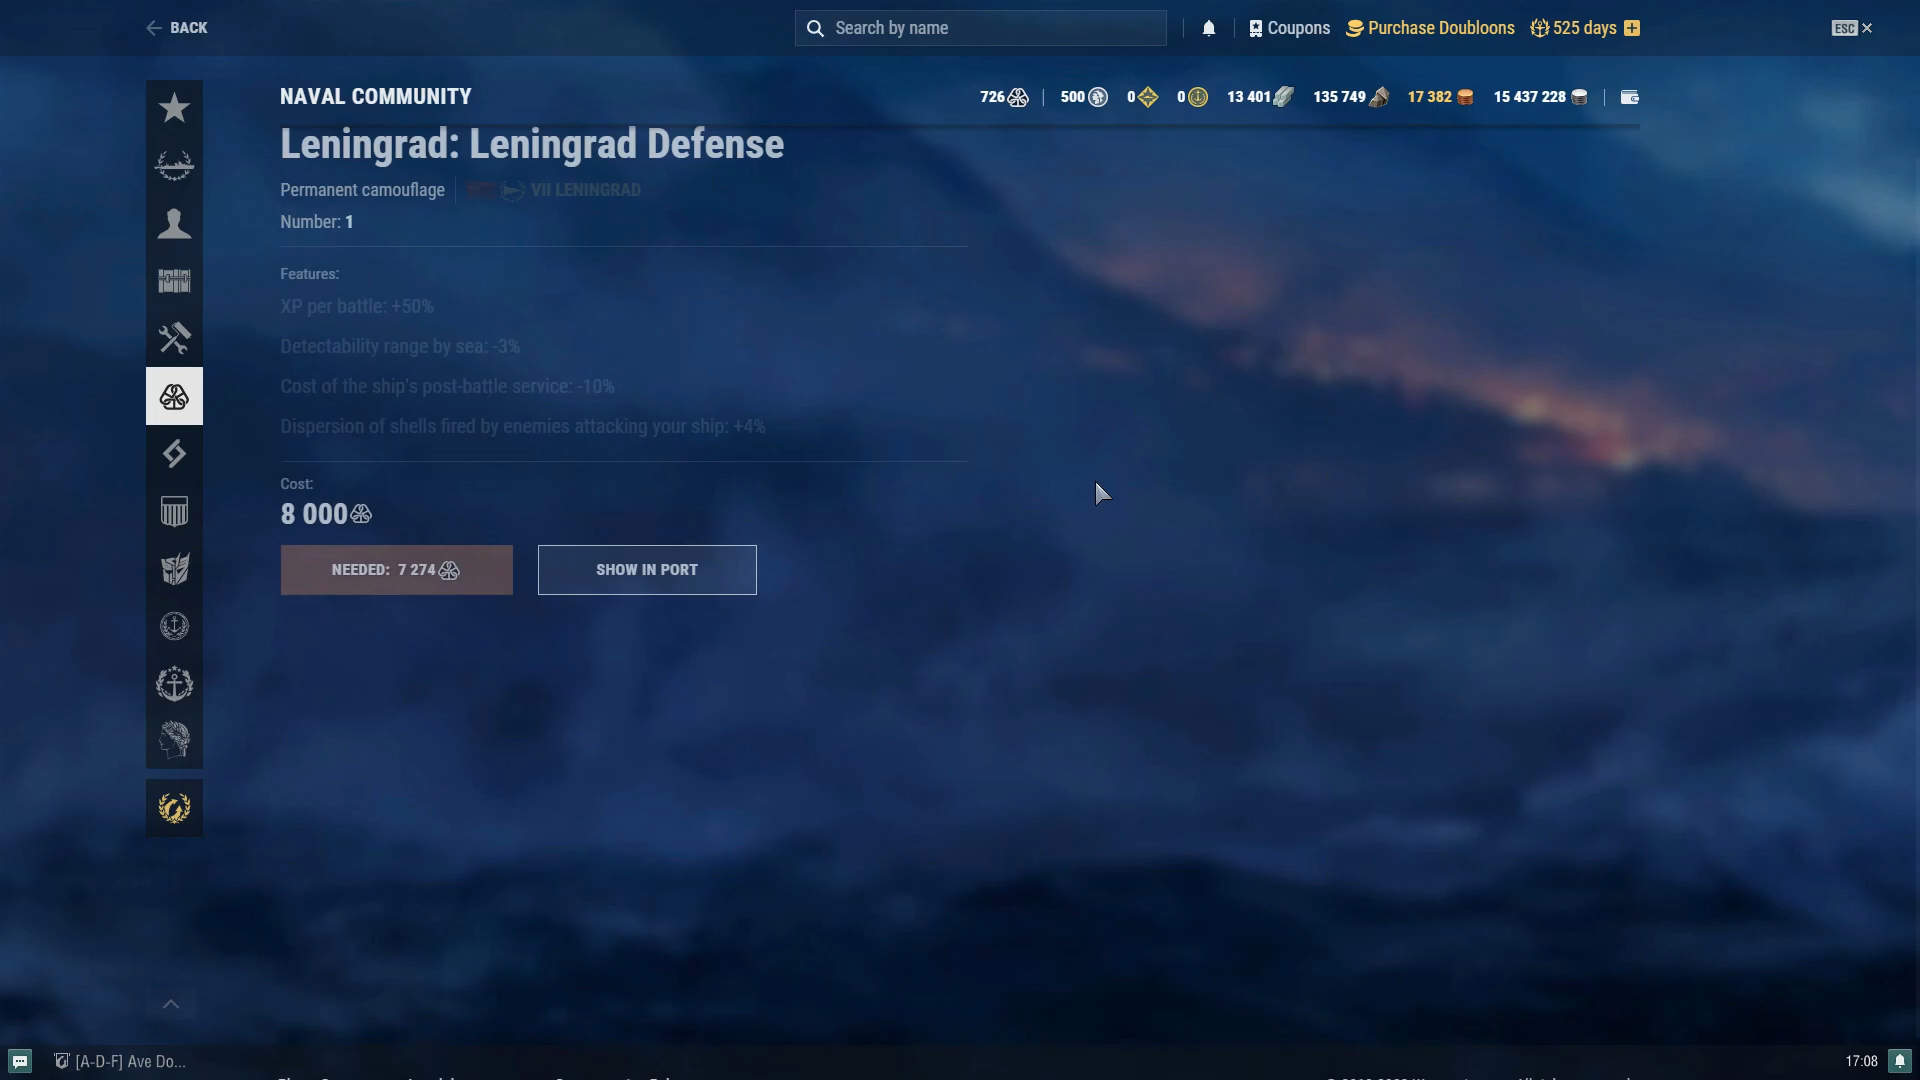 BACK
Search by name
Coupons
Purchase Doubloons
525 days
ESC
NAVAL COMMUNITY
726
500
0
0
13 401
135 749
17 382
15 437 228
Leningrad: Leningrad Defense
Permanent camouflage
VII LENINGRAD
Number: 1
Features:
XP per battle: +50%
Detectability range by sea: -3%
Cost of the ship's post-battle service: -10%
Dispersion of shells fired by enemies attacking your ship: +4%
Cost:
8 000
NEEDED: 7 274
SHOW IN PORT
[A-D-F] Ave Do...
17:08